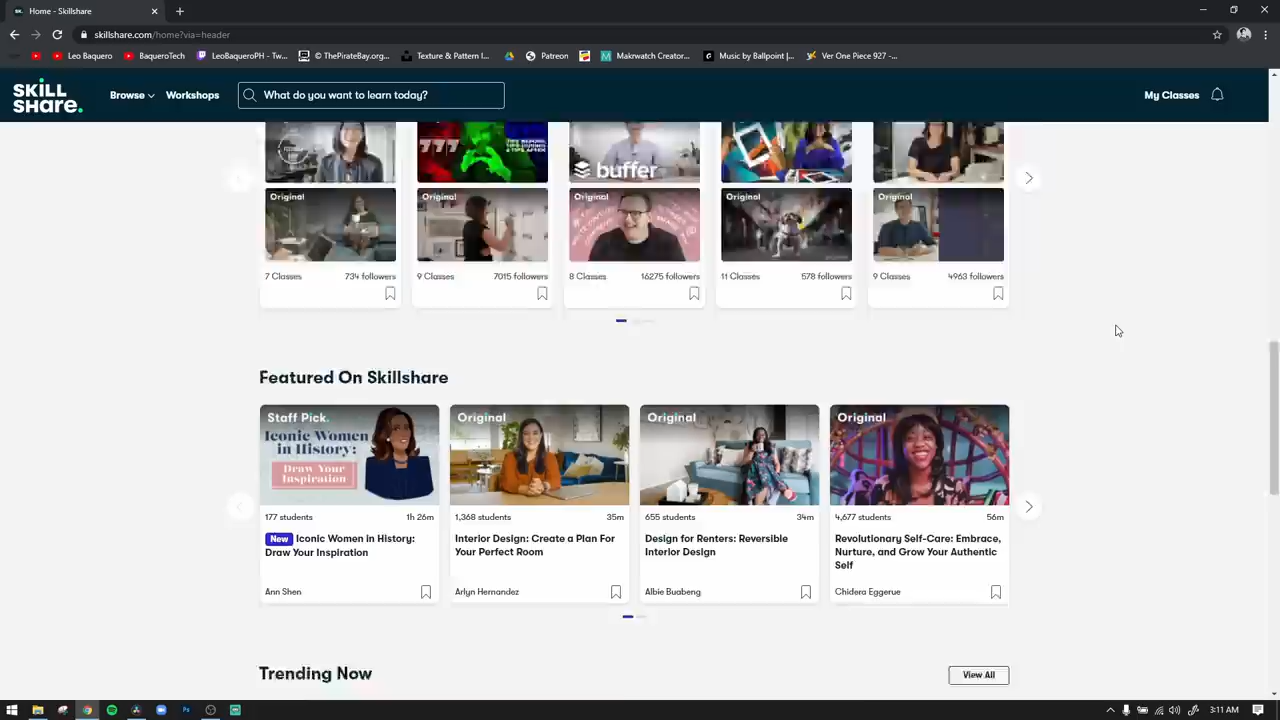 Home - Skillshare
skillshare.com/home?via=header
Leo Baquero
BaqueroTech
LeoBaqueroPH - Tw...
© ThePirateBay.org...
Texture & Pattern I...
Patreon
Makrwatch Creator...
Music by Ballpoint |...
Ver One Piece 927 -...
SKILL
SHARE.
Browse
Workshops
What do you want to learn today?
My Classes
buffer
Original
Original
Original
Original
Original
7 Classes
734 followers
9 Classes
7015 followers
8 Classes
16275 followers
11 Classes
578 followers
9 Classes
4963 followers
Featured On Skillshare
Staff Pick.
Iconic Women
in History:
Draw Your
Inspiration
Original
Original
Original
177 students
1h 26m
1,368 students
35m
655 students
34m
4,677 students
56m
New Iconic Women in History:
Draw Your Inspiration
Interior Design: Create a Plan For
Your Perfect Room
Design for Renters: Reversible
Interior Design
Revolutionary Self-Care: Embrace,
Nurture, and Grow Your Authentic
Self
Ann Shen
Arlyn Hernandez
Albie Buabeng
Chidera Eggerue
Trending Now
View All
3:11 AM